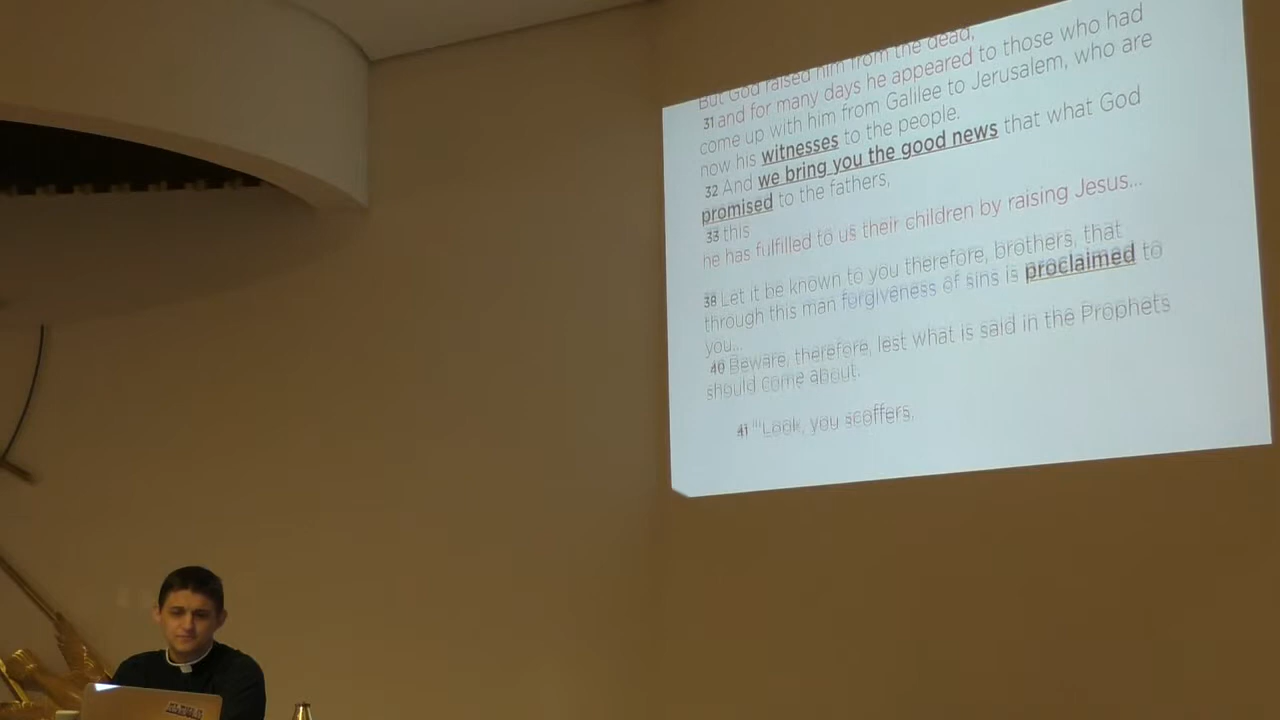 But God raised him from the dead,
31 and for many days he appeared to those who had
come up with him from Galilee to Jerusalem, who are
now his witnesses to the people.
32 And we bring you the good news that what God
promised to the fathers,
33 this
he has fulfilled to us their children by raising Jesus...
38 Let it be known to you therefore, brothers, that
through this man forgiveness of sins is proclaimed to
you...
40 Beware, therefore, lest what is said in the Prophets
should come about:
41 "'Look, you scoffers,